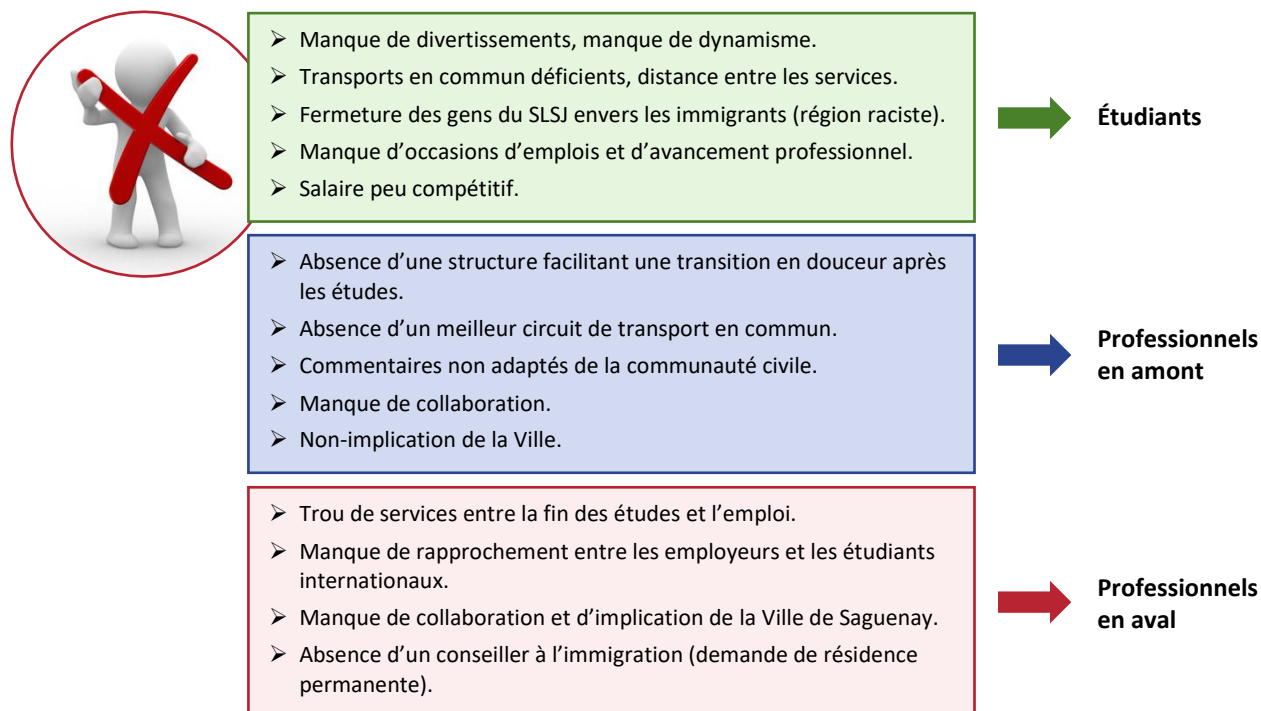 ➢ Manque de divertissements, manque de dynamisme.
➢ Transports en commun déficients, distance entre les services.
➢ Fermeture des gens du SLSJ envers les immigrants (région raciste).
➢ Manque d’occasions d’emplois et d’avancement professionnel.
➢ Salaire peu compétitif.
Étudiants
➢ Absence d’une structure facilitant une transition en douceur après
les études.
➢ Absence d’un meilleur circuit de transport en commun.
➢ Commentaires non adaptés de la communauté civile.
➢ Manque de collaboration.
➢ Non-implication de la Ville.
Professionnels
en amont
➢ Trou de services entre la fin des études et l’emploi.
➢ Manque de rapprochement entre les employeurs et les étudiants
internationaux.
➢ Manque de collaboration et d’implication de la Ville de Saguenay.
➢ Absence d’un conseiller à l’immigration (demande de résidence
permanente).
Professionnels
en aval